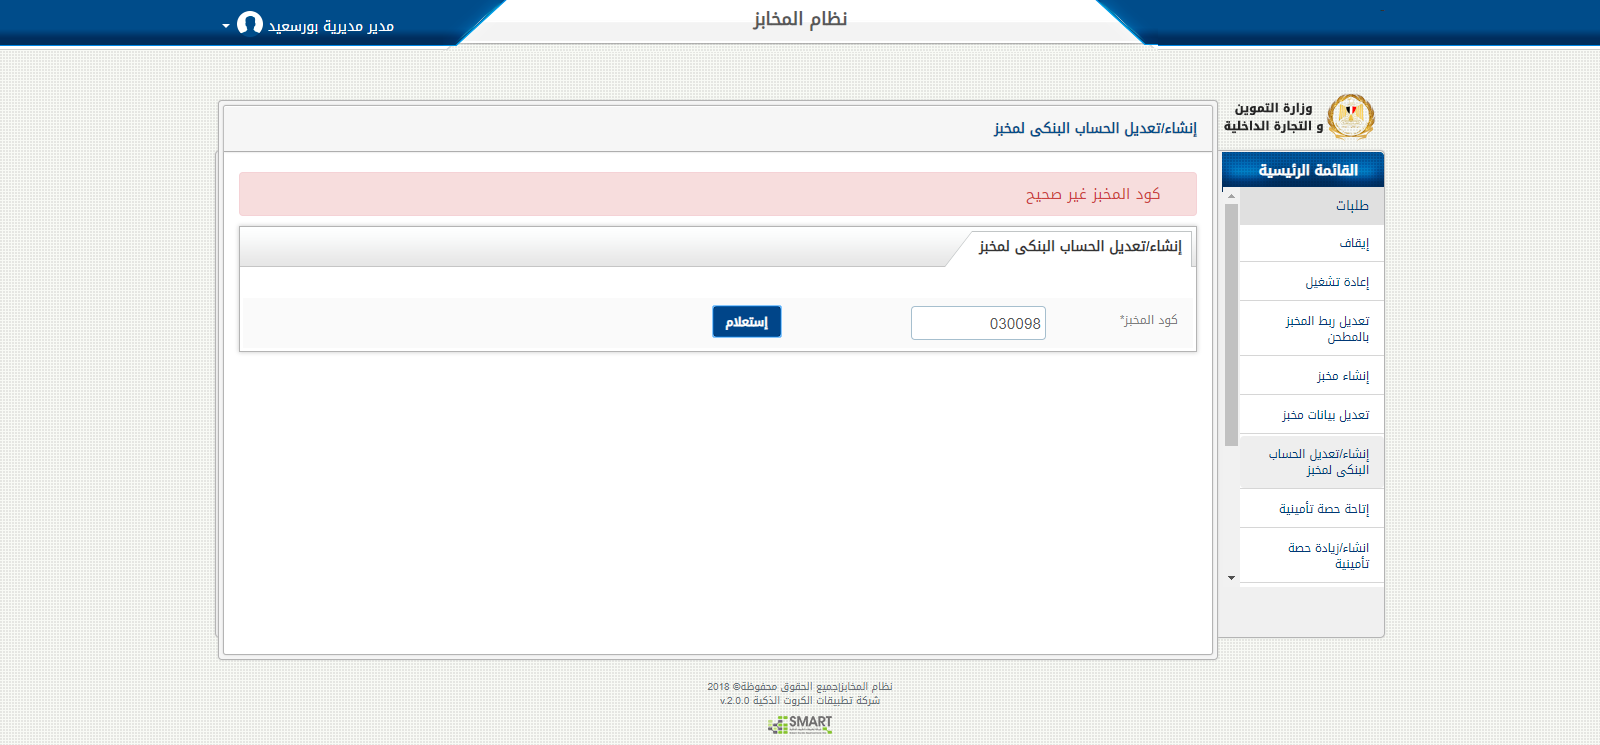 نظام المخابز
مدير مديرية بورسعيد
وزارة التموين
و التجارة الداخلية
القائمة الرئيسية
طلبات
إيقاف
إعادة تشغيل
تعديل ربط المخبز
بالمطحن
إنشاء مخبز
تعديل بيانات مخبز
إنشاء/تعديل الحساب
البنكى لمخبز
إتاحة حصة تأمينية
انشاء/زيادة حصة
تأمينية
إنشاء/تعديل الحساب البنكى لمخبز
كود المخبز غير صحيح
إنشاء/تعديل الحساب البنكى لمخبز
كود المخبز*
030098
إستعلام
نظام المخابز|جميع الحقوق محفوظة© 2018
شركة تطبيقات الكروت الذكية v.2.0.0
SMART